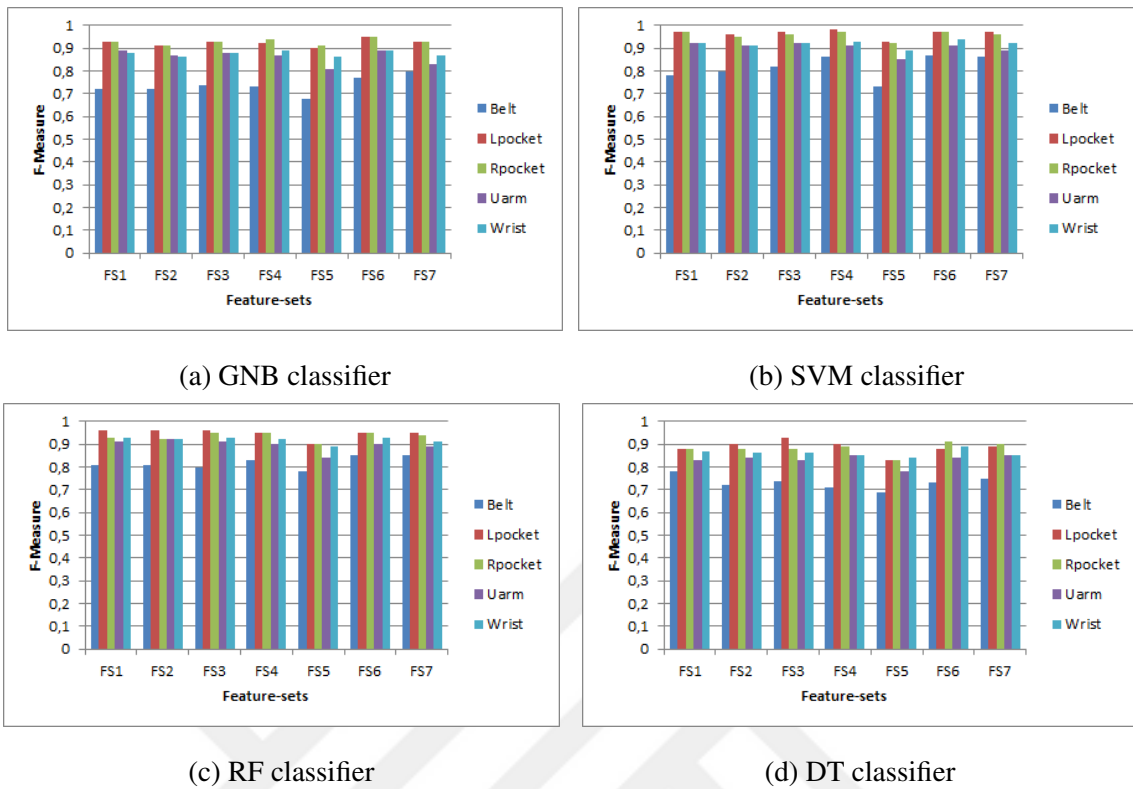 1
0,9
0,8
0,7
0,6
0,5
0,4
0,3
0,2
0,1
0
F-Measure
FS1 FS2 FS3 FS4 FS5 FS6 FS7
Feature-sets
Belt
Lpocket
Rpocket
Uarm
Wrist
(a) GNB classifier
1
0,9
0,8
0,7
0,6
0,5
0,4
0,3
0,2
0,1
0
F-Measure
FS1 FS2 FS3 FS4 FS5 FS6 FS7
Feature-sets
Belt
Lpocket
Rpocket
Uarm
Wrist
(b) SVM classifier
1
0,9
0,8
0,7
0,6
0,5
0,4
0,3
0,2
0,1
0
F-Measure
FS1 FS2 FS3 FS4 FS5 FS6 FS7
Feature-sets
Belt
Lpocket
Rpocket
Uarm
Wrist
(c) RF classifier
1
0,9
0,8
0,7
0,6
0,5
0,4
0,3
0,2
0,1
0
F-Measure
FS1 FS2 FS3 FS4 FS5 FS6 FS7
Feature-sets
Belt
Lpocket
Rpocket
Uarm
Wrist
(d) DT classifier